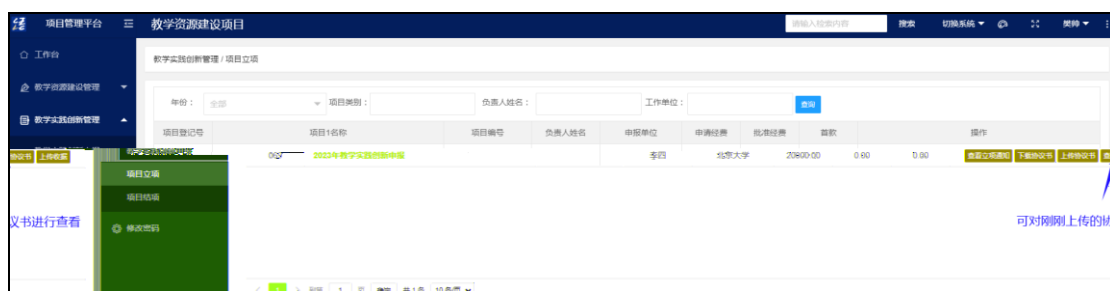 项目管理平台 教学资源建设项目 请输入检索内容 搜索 切换系统 樊帅
工作台
教学实践创新管理 / 项目立项
教学资源建设管理
年份： 全部 项目类别： 负责人姓名： 工作单位： 查询
教学实践创新管理
项目登记号 项目1名称 项目编号 负责人姓名 申报单位 申请经费 批准经费 首款 操作
协议书 上传收据 2023年教学实践创新申报 李四 北京大学 20800.00 0.00 0.00 查看立项通知 下载协议书 上传协议书
项目立项
项目结项
议书进行查看 可对刚刚上传的协
修改密码
1 到第 1 页 确定 共 1 条 10 条/页